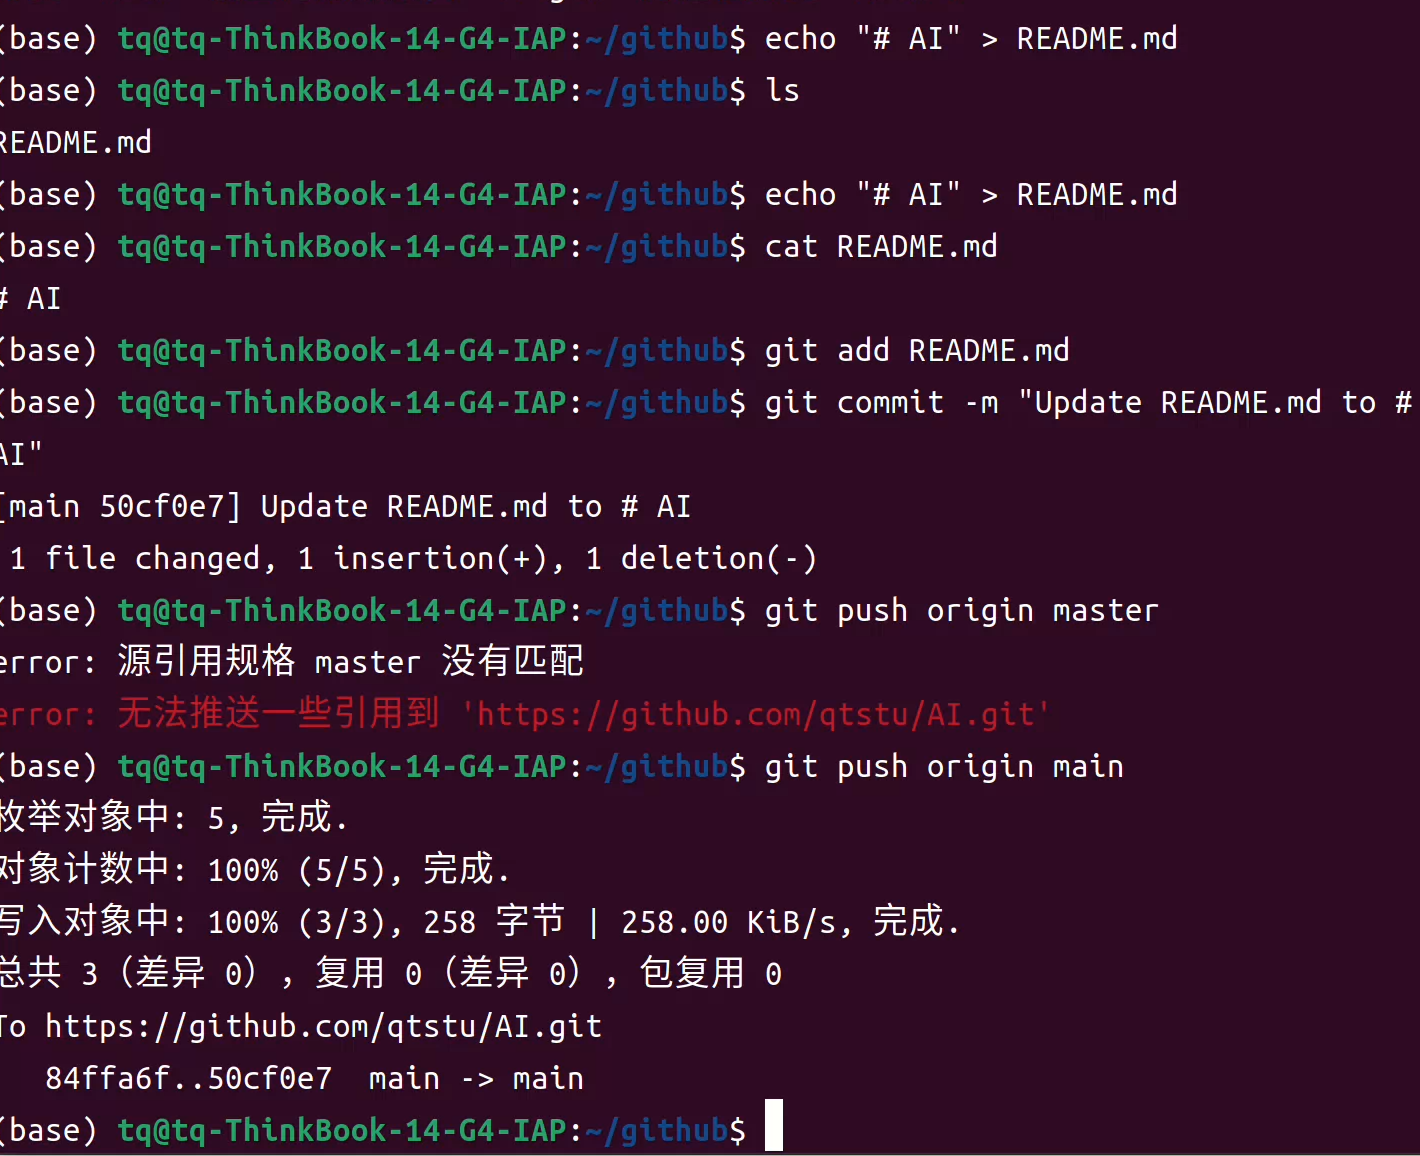 (base) tq@tq-ThinkBook-14-G4-IAP:~/github$ echo "# AI" > README.md
(base) tq@tq-ThinkBook-14-G4-IAP:~/github$ ls
README.md
(base) tq@tq-ThinkBook-14-G4-IAP:~/github$ echo "# AI" > README.md
(base) tq@tq-ThinkBook-14-G4-IAP:~/github$ cat README.md
# AI
(base) tq@tq-ThinkBook-14-G4-IAP:~/github$ git add README.md
(base) tq@tq-ThinkBook-14-G4-IAP:~/github$ git commit -m "Update README.md to #
AI"
[main 50cf0e7] Update README.md to # AI
 1 file changed, 1 insertion(+), 1 deletion(-)
(base) tq@tq-ThinkBook-14-G4-IAP:~/github$ git push origin master
error: 源引用规格 master 没有匹配
error: 无法推送一些引用到 'https://github.com/qtstu/AI.git'
(base) tq@tq-ThinkBook-14-G4-IAP:~/github$ git push origin main
枚举对象中: 5, 完成.
对象计数中: 100% (5/5), 完成.
写入对象中: 100% (3/3), 258 字节 | 258.00 KiB/s, 完成.
总共 3（差异 0），复用 0（差异 0），包复用 0
To https://github.com/qtstu/AI.git
   84ffa6f..50cf0e7  main -> main
(base) tq@tq-ThinkBook-14-G4-IAP:~/github$